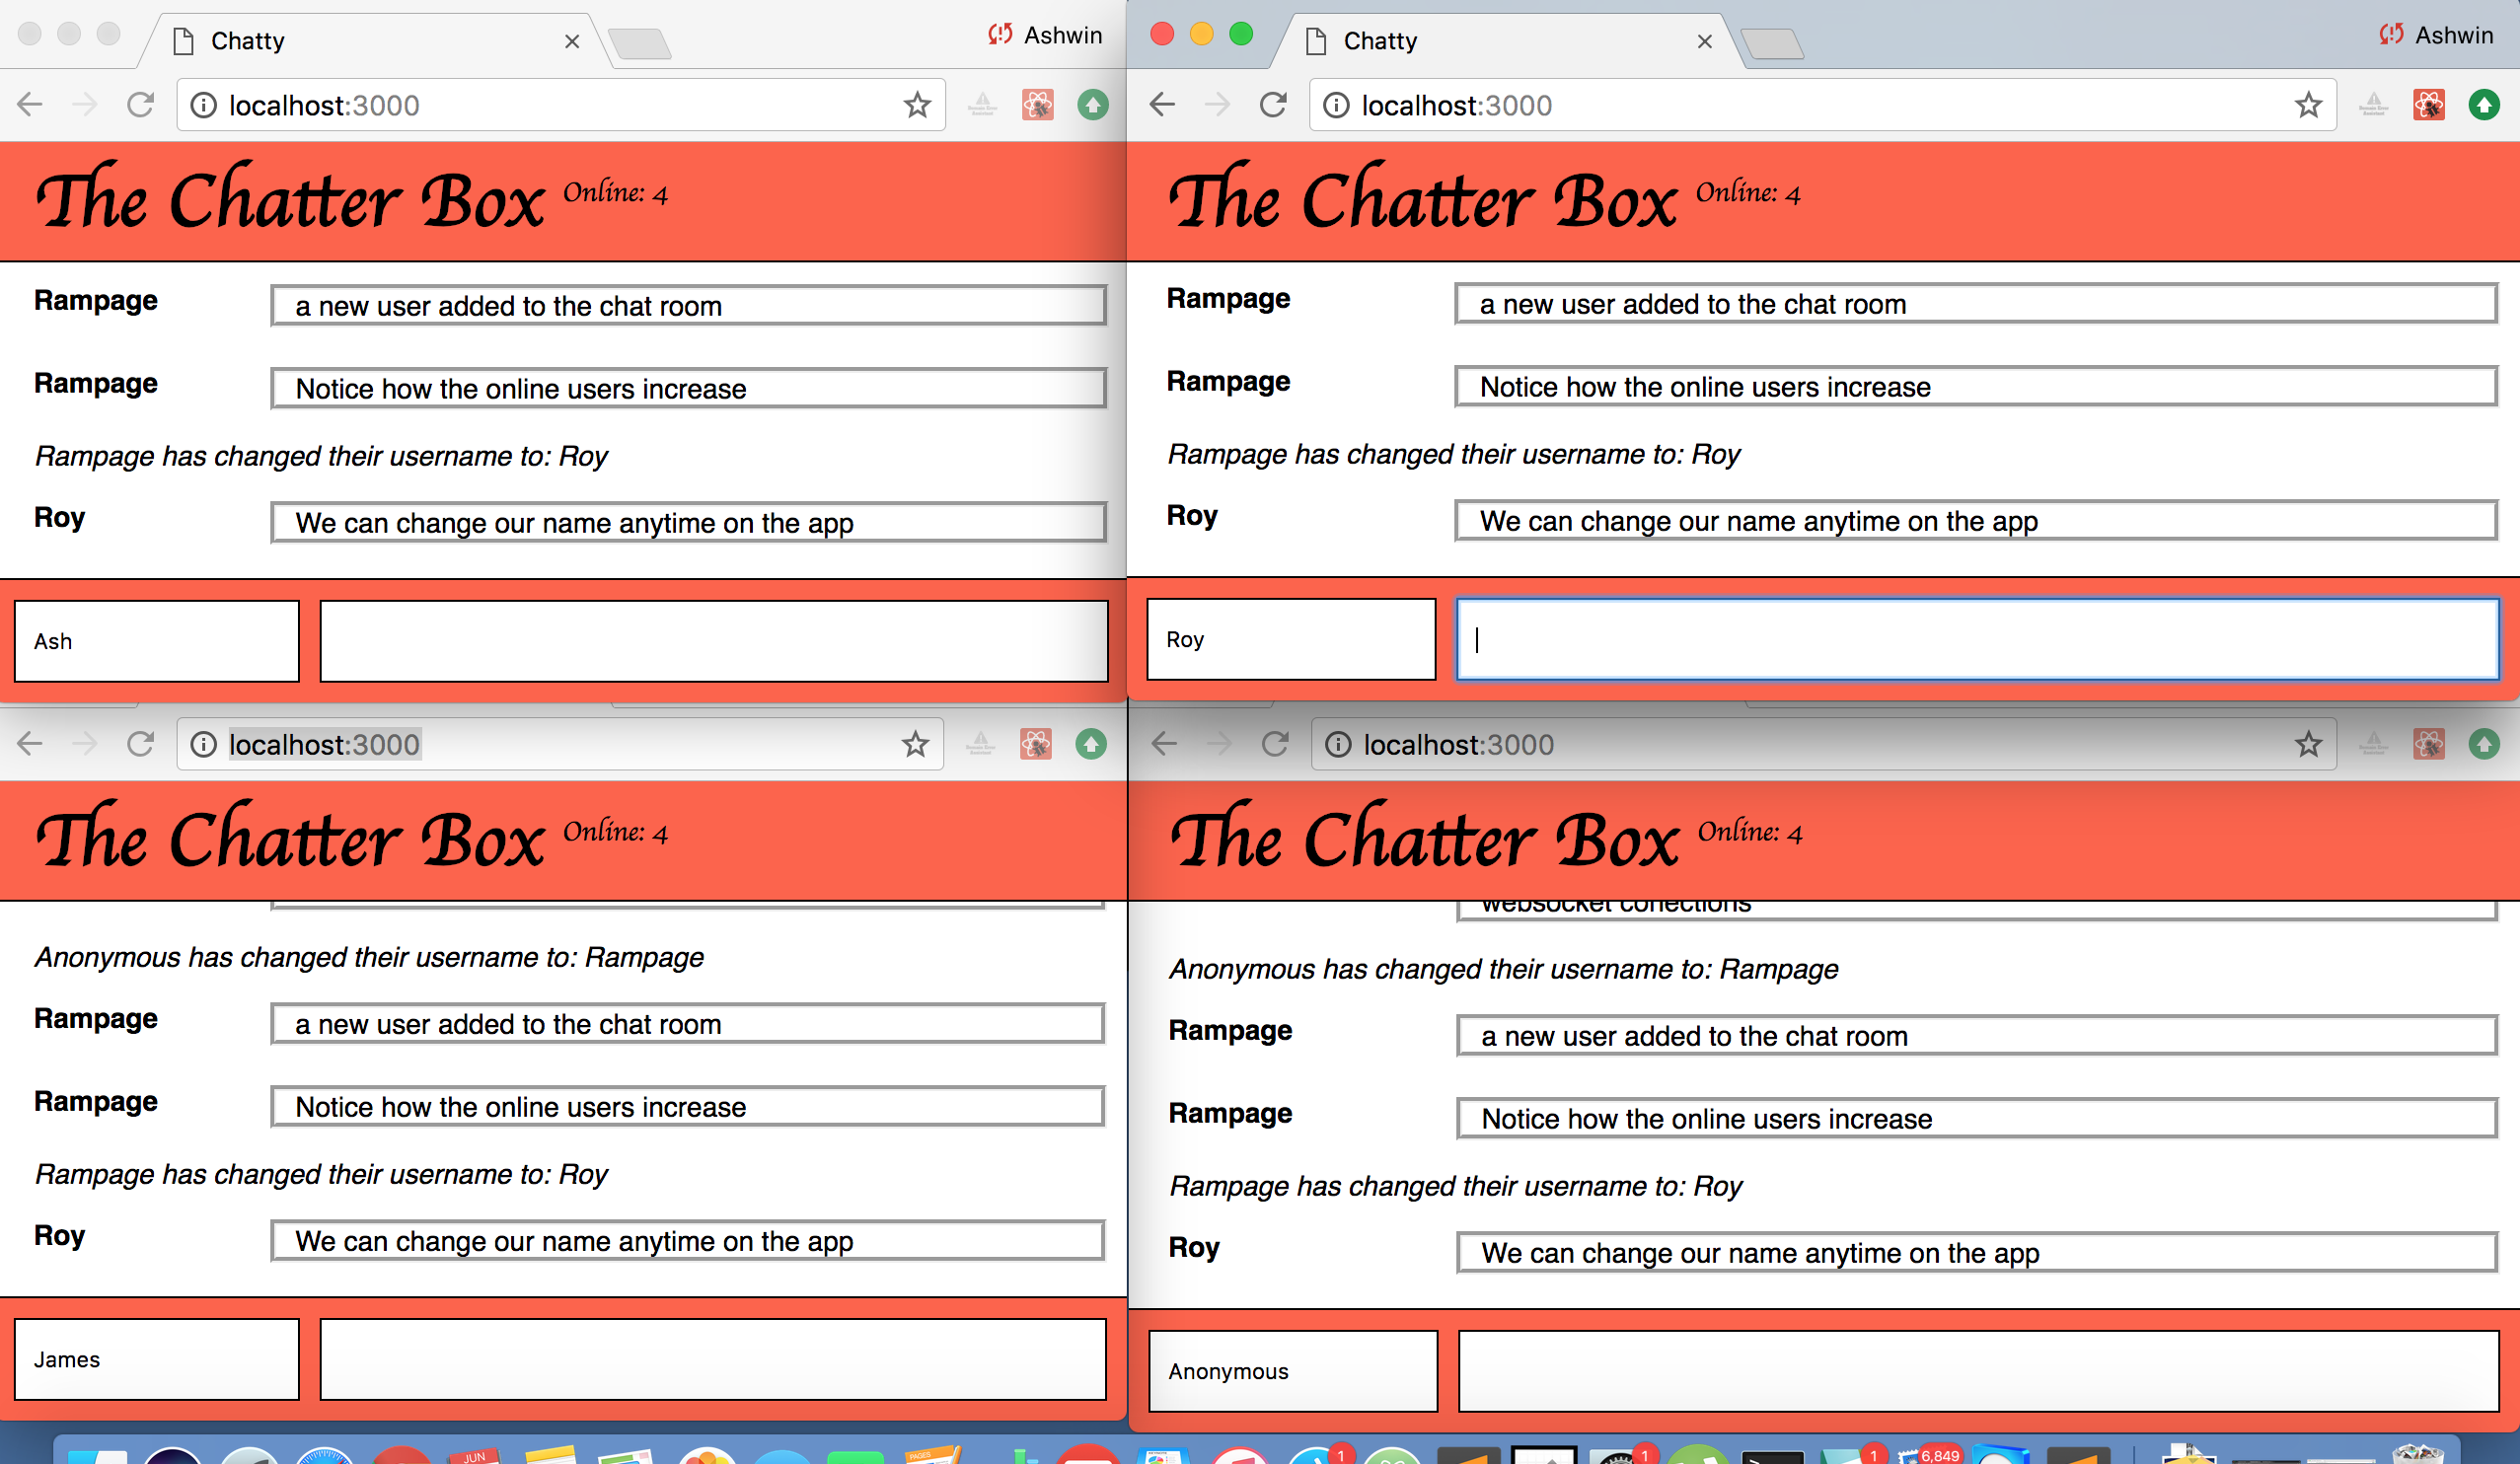 Chatty
Ashwin
localhost:3000
The Chatter Box Online: 4
Rampage a new user added to the chat room
Rampage Notice how the online users increase
Rampage has changed their username to: Roy
Roy We can change our name anytime on the app
Ash
Chatty
Ashwin
localhost:3000
The Chatter Box Online: 4
Rampage a new user added to the chat room
Rampage Notice how the online users increase
Rampage has changed their username to: Roy
Roy We can change our name anytime on the app
Roy
localhost:3000
The Chatter Box Online: 4
Anonymous has changed their username to: Rampage
Rampage a new user added to the chat room
Rampage Notice how the online users increase
Rampage has changed their username to: Roy
Roy We can change our name anytime on the app
James
localhost:3000
The Chatter Box Online: 4
websocket conections
Anonymous has changed their username to: Rampage
Rampage a new user added to the chat room
Rampage Notice how the online users increase
Rampage has changed their username to: Roy
Roy We can change our name anytime on the app
Anonymous
JUN
PAGES
1
1
1
6,849